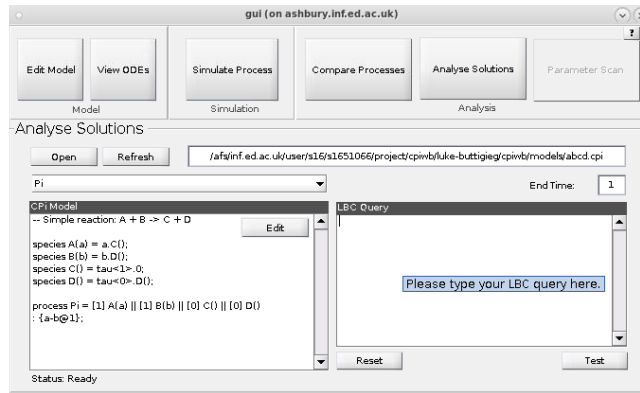 gui (on ashbury.inf.ed.ac.uk)
?
Edit Model
View ODEs
Simulate Process
Compare Processes
Analyse Solutions
Parameter Scan
Model
Simulation
Analysis
Analyse Solutions
Open
Refresh
/afs/inf.ed.ac.uk/user/s16/s1651066/project/cpiwb/luke-buttigieg/cpiwb/models/abcd.cpi
Pi
End Time:
1
CPi Model
LBC Query
-- Simple reaction: A + B -> C + D
Edit
species A(a) = a.C();
species B(b) = b.D();
species C() = tau<1>.0;
species D() = tau<0>.D();
Please type your LBC query here.
process Pi = [1] A(a) || [1] B(b) || [0] C() || [0] D()
: {a-b@1};
Reset
Test
Status: Ready